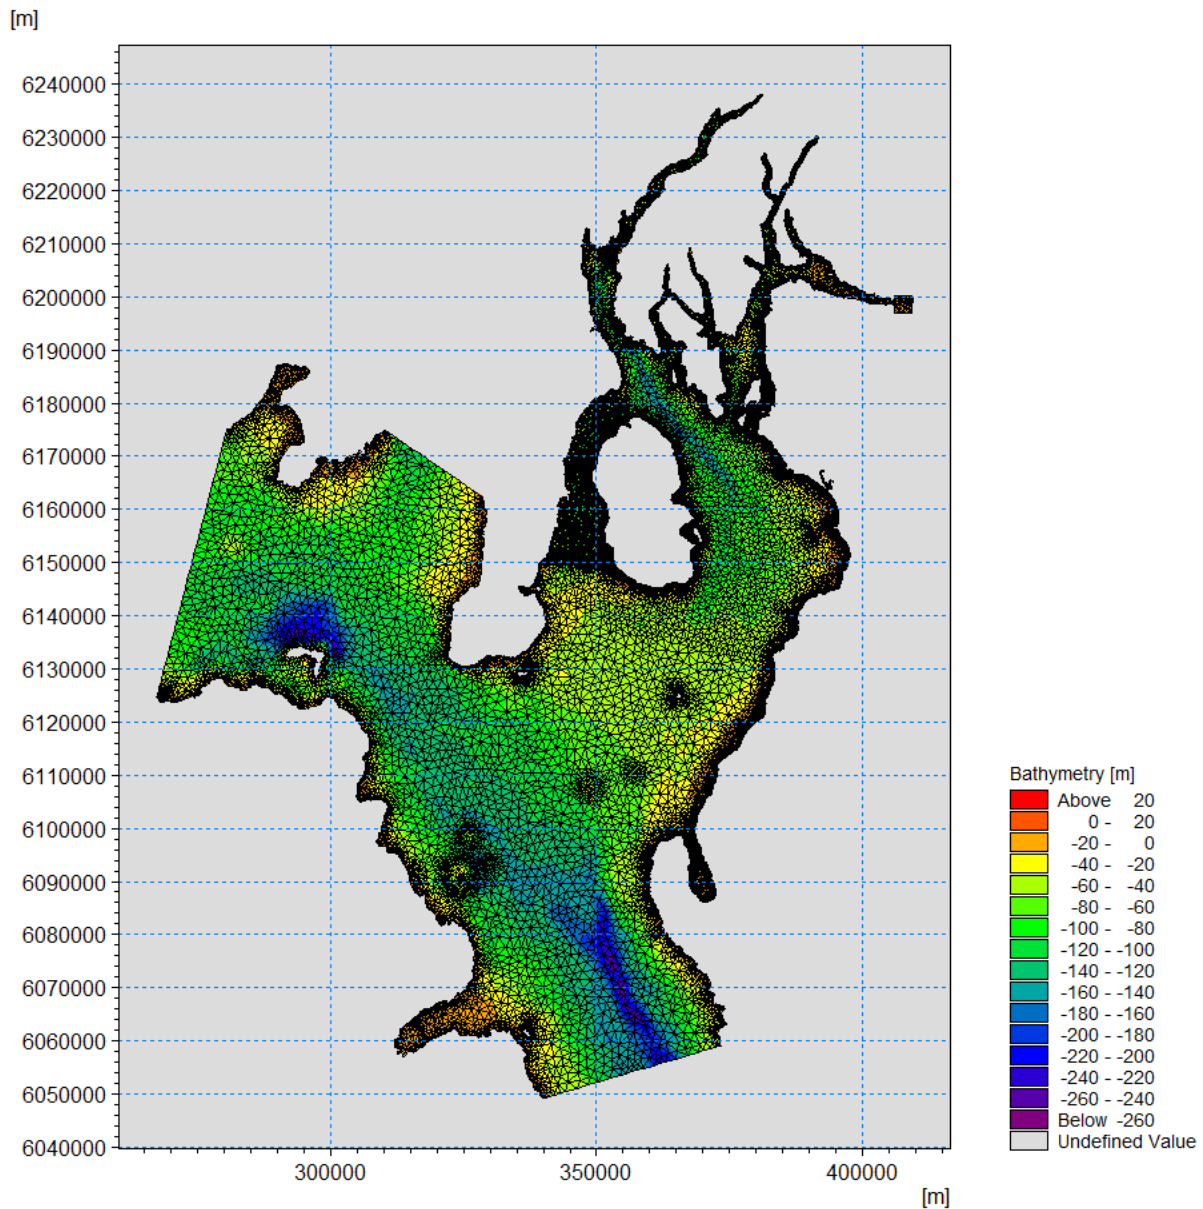 [m]
6240000
6230000
6220000
6210000
6200000
6190000
6180000
6170000
6160000
6150000
6140000
6130000
6120000
6110000
6100000
6090000
6080000
6070000
6060000
6050000
6040000
300000 350000 400000
[m]
Bathymetry [m]
Above 20
0 - 20
-20 - 0
-40 - -20
-60 - -40
-80 - -60
-100 - -80
-120 - -100
-140 - -120
-160 - -140
-180 - -160
-200 - -180
-220 - -200
-240 - -220
-260 - -240
Below -260
Undefined Value